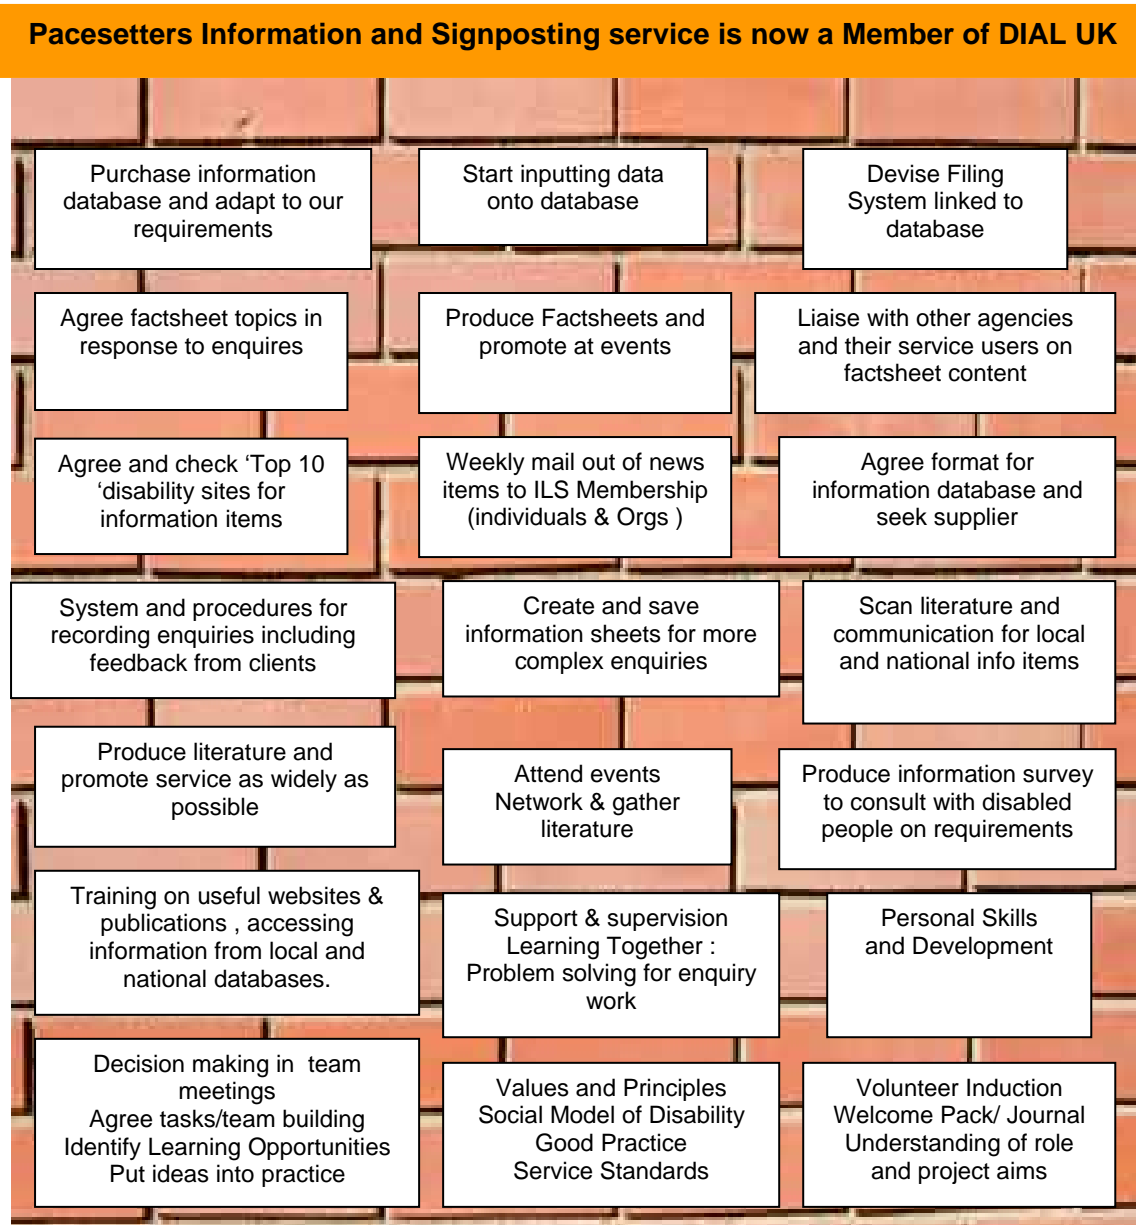 Pacesetters Information and Signposting service is now a Member of DIAL UK
Purchase information
database and adapt to our
requirements
Start inputting data
onto database
Devise Filing
System linked to
database
Agree factsheet topics in
response to enquires
Produce Factsheets and
promote at events
Liaise with other agencies
and their service users on
factsheet content
Agree and check ‘Top 10
‘disability sites for
information items
Weekly mail out of news
items to ILS Membership
(individuals & Orgs )
Agree format for
information database and
seek supplier
System and procedures for
recording enquiries including
feedback from clients
Create and save
information sheets for more
complex enquiries
Scan literature and
communication for local
and national info items
Produce literature and
promote service as widely as
possible
Attend events
Network & gather
literature
Produce information survey
to consult with disabled
people on requirements
Training on useful websites &
publications , accessing
information from local and
national databases.
Support & supervision
Learning Together :
Problem solving for enquiry
work
Personal Skills
and Development
Decision making in  team
meetings
Agree tasks/team building
Identify Learning Opportunities
Put ideas into practice
Values and Principles
Social Model of Disability
Good Practice
Service Standards
Volunteer Induction
Welcome Pack/ Journal
Understanding of role
and project aims